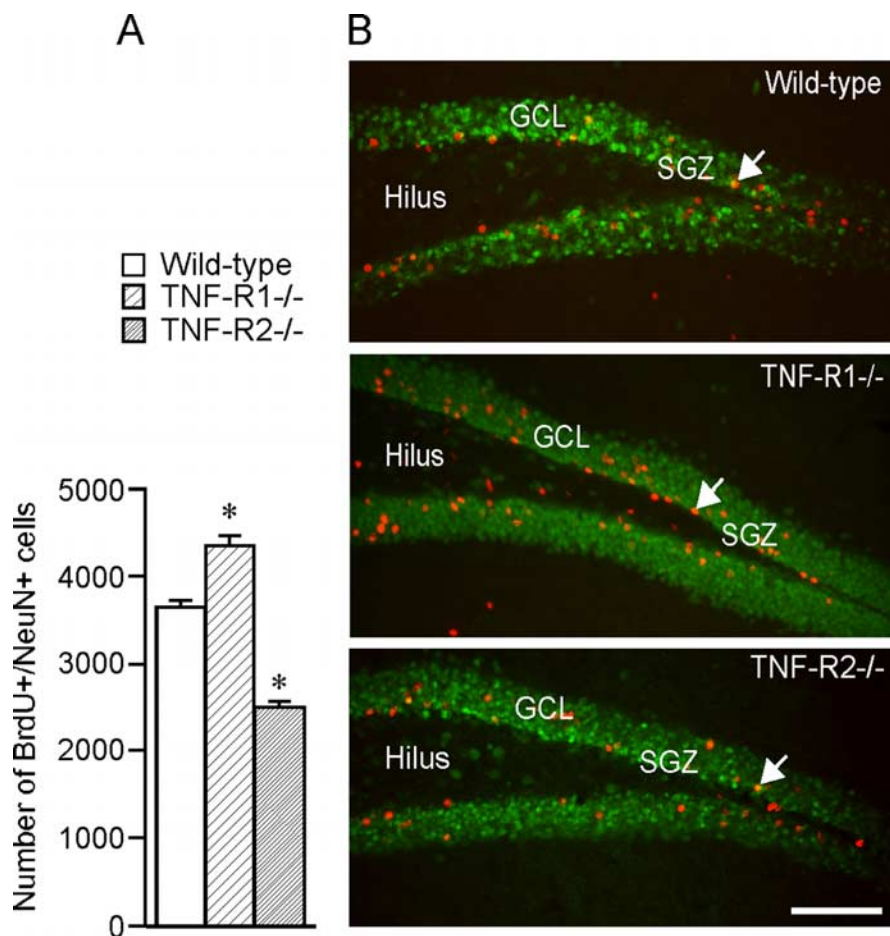 A
Wild-type
TNF-R1-/-
TNF-R2-/-
Number of BrdU+/NeuN+ cells
5000
4000
3000
2000
1000
0
*
*
B
Wild-type
GCL
SGZ
Hilus
TNF-R1-/-
GCL
Hilus
SGZ
TNF-R2-/-
GCL
Hilus
SGZ